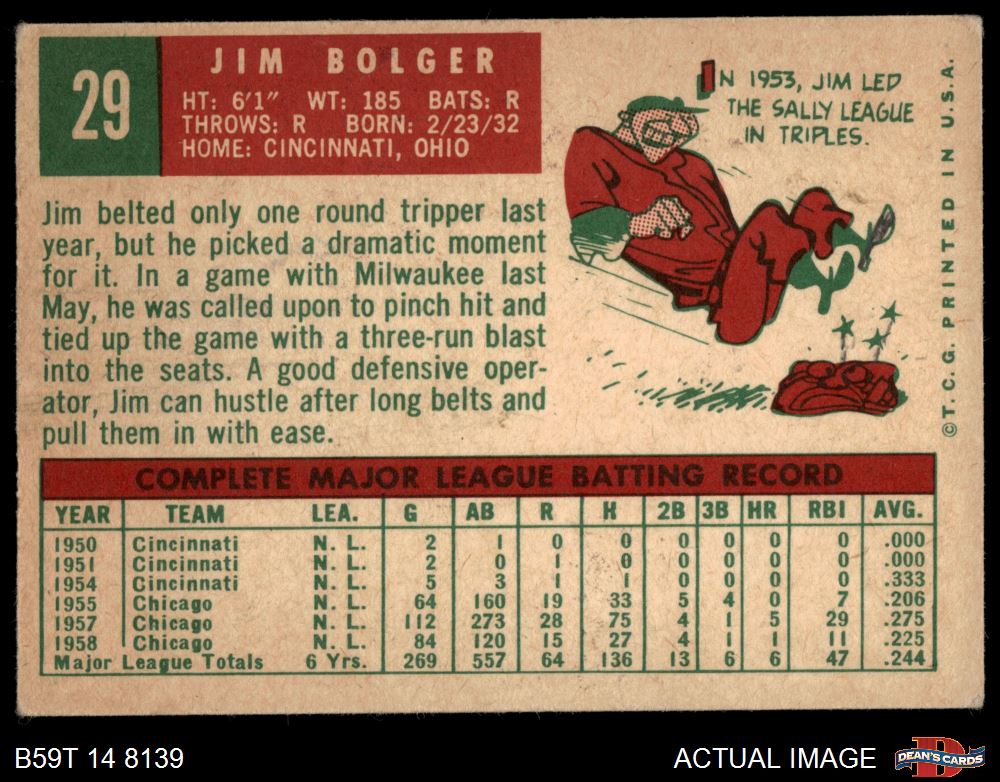 29
JIM BOLGER
HT: 6'1" WT: 185 BATS: R
THROWS: R BORN: 2/23/32
HOME: CINCINNATI, OHIO
IN 1953, JIM LED
THE SALLY LEAGUE
IN TRIPLES.
Jim belted only one round tripper last
year, but he picked a dramatic moment
for it. In a game with Milwaukee last
May, he was called upon to pinch hit and
tied up the game with a three-run blast
into the seats. A good defensive oper-
ator, Jim can hustle after long belts and
pull them in with ease.
©T.C.G. PRINTED IN U.S.A.
COMPLETE MAJOR LEAGUE BATTING RECORD
YEAR TEAM LEA. G AB R H 2B 3B HR RBI AVG.
1950 Cincinnati N. L. 2 1 0 0 0 0 0 0 .000
1951 Cincinnati N. L. 2 0 1 0 0 0 0 0 .000
1954 Cincinnati N. L. 5 3 1 1 0 0 0 0 .333
1955 Chicago N. L. 64 160 19 33 5 4 0 7 .206
1957 Chicago N. L. 112 273 28 75 4 1 5 29 .275
1958 Chicago N. L. 84 120 15 27 4 1 1 11 .225
Major League Totals 6 Yrs. 269 557 64 136 13 6 6 47 .244
B59T 14 8139
ACTUAL IMAGE
DEAN'S CARDS